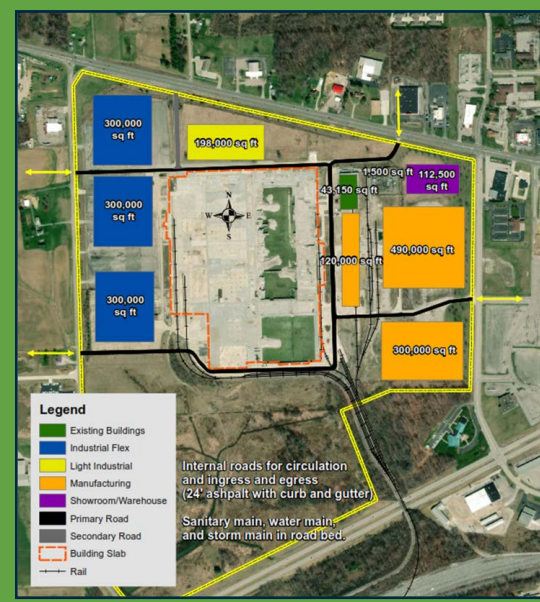 300,000
sq ft
198,000 sq ft
1,500 sq ft
112,500
sq ft
43,150 sq ft
300,000
sq ft
N
W E
S
490,000 sq ft
120,000 sq ft
300,000
sq ft
300,000 sq ft
Legend
Existing Buildings
Industrial Flex
Light Industrial
Manufacturing
Showroom/Warehouse
Primary Road
Secondary Road
Building Slab
Rail
Internal roads for circulation
and ingress and egress
(24' ashpalt with curb and gutter)
Sanitary main, water main,
and storm main in road bed.